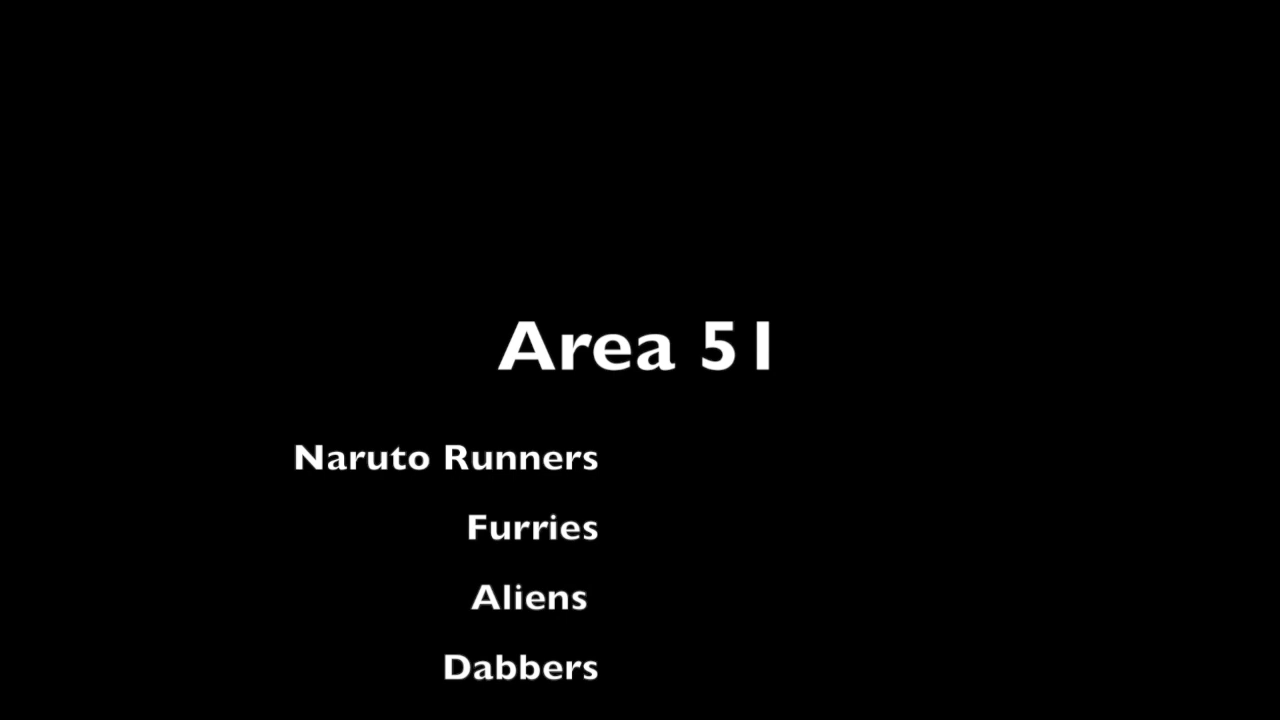 Area 51
Naruto Runners
Furries
Aliens
Dabbers